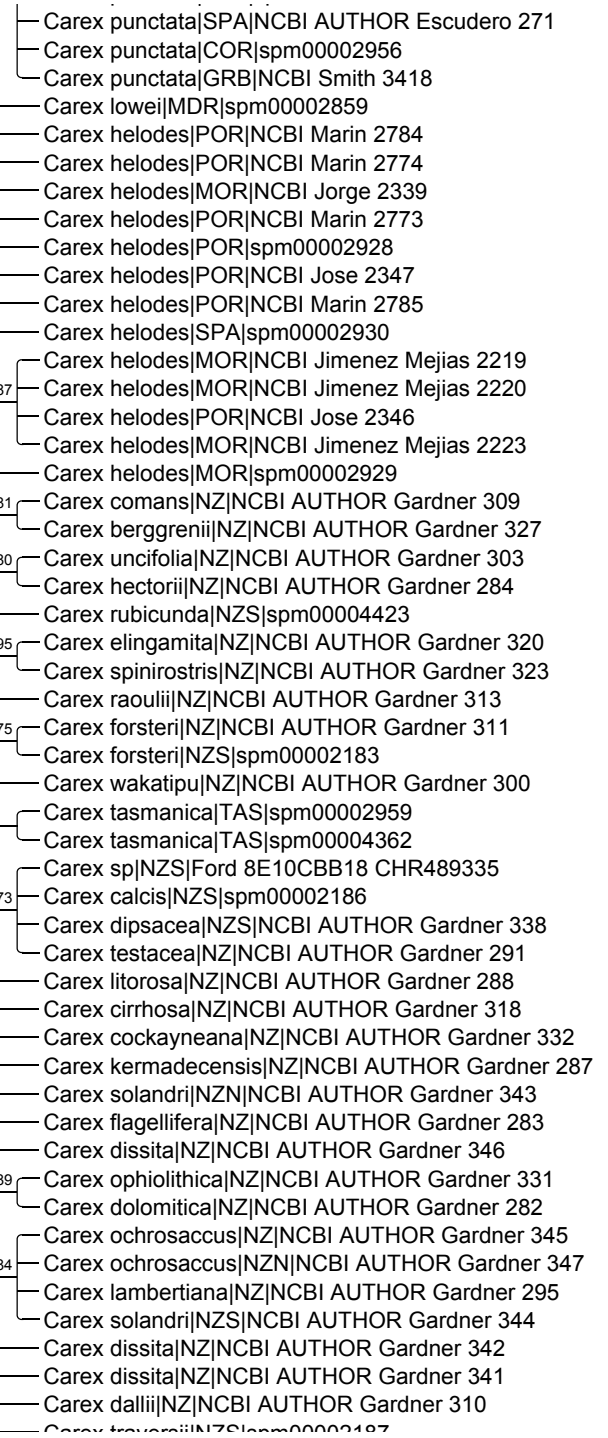 Carex punctata|SPA|NCBI AUTHOR Escudero 271
Carex punctata|COR|spm00002956
Carex punctata|GRB|NCBI Smith 3418
Carex lowei|MDR|spm00002859
Carex helodes|POR|NCBI Marin 2784
Carex helodes|POR|NCBI Marin 2774
Carex helodes|MOR|NCBI Jorge 2339
Carex helodes|POR|NCBI Marin 2773
Carex helodes|POR|spm00002928
Carex helodes|POR|NCBI Jose 2347
Carex helodes|POR|NCBI Marin 2785
Carex helodes|SPA|spm00002930
Carex helodes|MOR|NCBI Jimenez Mejias 2219
Carex helodes|MOR|NCBI Jimenez Mejias 2220
Carex helodes|POR|NCBI Jose 2346
Carex helodes|MOR|NCBI Jimenez Mejias 2223
Carex helodes|MOR|spm00002929
Carex comans|NZ|NCBI AUTHOR Gardner 309
Carex berggrenii|NZ|NCBI AUTHOR Gardner 327
Carex uncifolia|NZ|NCBI AUTHOR Gardner 303
Carex hectorii|NZ|NCBI AUTHOR Gardner 284
Carex rubicunda|NZS|spm00004423
95 Carex elingamita|NZ|NCBI AUTHOR Gardner 320
Carex spinirostris|NZ|NCBI AUTHOR Gardner 323
Carex raoulii|NZ|NCBI AUTHOR Gardner 313
75 Carex forsteri|NZ|NCBI AUTHOR Gardner 311
Carex forsteri|NZS|spm00002183
Carex wakatipu|NZ|NCBI AUTHOR Gardner 300
Carex tasmanica|TAS|spm00002959
Carex tasmanica|TAS|spm00004362
Carex sp|NZS|Ford 8E10CBB18 CHR489335
73 Carex calcis|NZS|spm00002186
Carex dipsacea|NZS|NCBI AUTHOR Gardner 338
Carex testacea|NZ|NCBI AUTHOR Gardner 291
Carex litorosa|NZ|NCBI AUTHOR Gardner 288
Carex cirrhosa|NZ|NCBI AUTHOR Gardner 318
Carex cockayneana|NZ|NCBI AUTHOR Gardner 332
Carex kermadecensis|NZ|NCBI AUTHOR Gardner 287
Carex solandri|NZN|NCBI AUTHOR Gardner 343
Carex flagellifera|NZ|NCBI AUTHOR Gardner 283
Carex dissita|NZ|NCBI AUTHOR Gardner 346
Carex ophiolithica|NZ|NCBI AUTHOR Gardner 331
Carex dolomitica|NZ|NCBI AUTHOR Gardner 282
Carex ochrosaccus|NZ|NCBI AUTHOR Gardner 345
Carex ochrosaccus|NZN|NCBI AUTHOR Gardner 347
Carex lambertiana|NZ|NCBI AUTHOR Gardner 295
Carex solandri|NZS|NCBI AUTHOR Gardner 344
Carex dissita|NZ|NCBI AUTHOR Gardner 342
Carex dissita|NZ|NCBI AUTHOR Gardner 341
Carex dallii|NZ|NCBI AUTHOR Gardner 310
Carex traversii|NZS|spm00002187